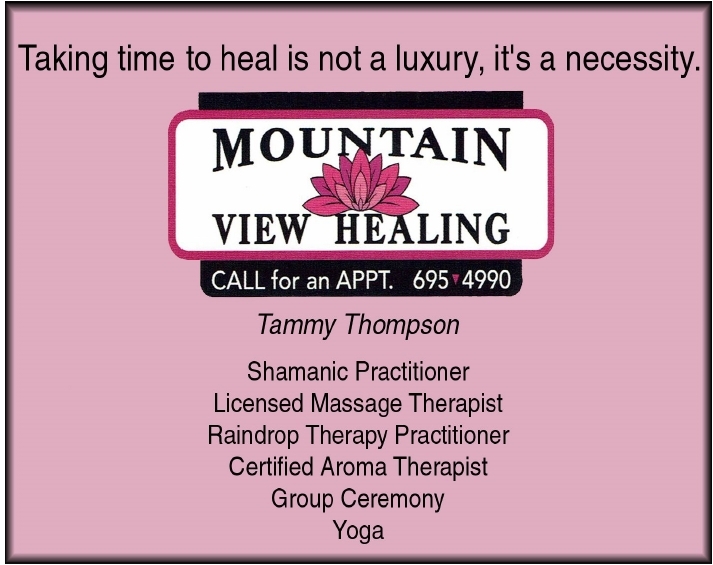 Taking time to heal is not a luxury, it's a necessity.
MOUNTAIN
VIEW HEALING
CALL for an APPT. 695▼4990
Tammy Thompson
Shamanic Practitioner
Licensed Massage Therapist
Raindrop Therapy Practitioner
Certified Aroma Therapist
Group Ceremony
Yoga